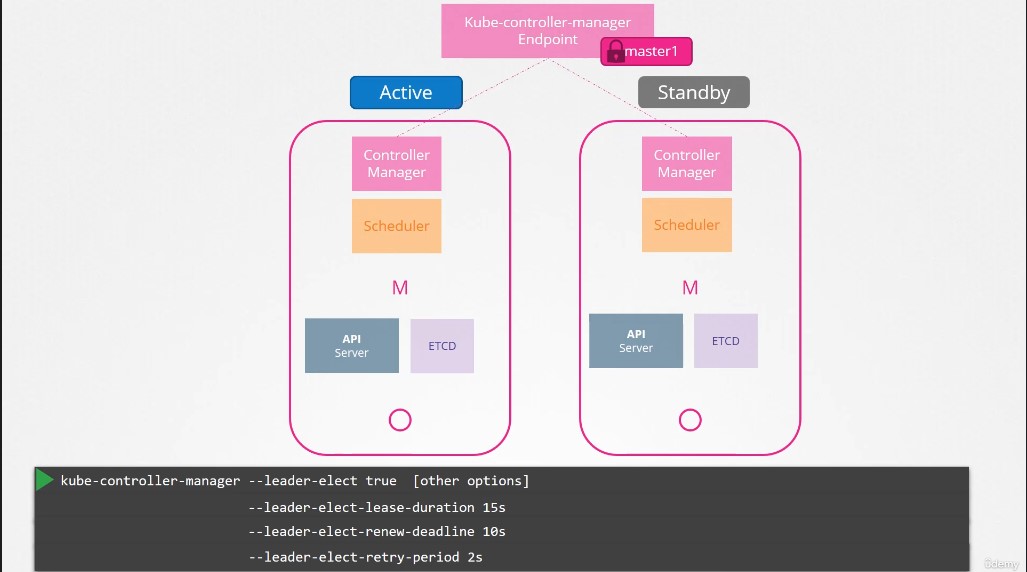 Kube-controller-manager
Endpoint
master1
Active
Standby
Controller
Manager
Scheduler
M
API
Server
ETCD
Controller
Manager
Scheduler
M
API
Server
ETCD
kube-controller-manager --leader-elect true [other options]
--leader-elect-lease-duration 15s
--leader-elect-renew-deadline 10s
--leader-elect-retry-period 2s
ûdemy